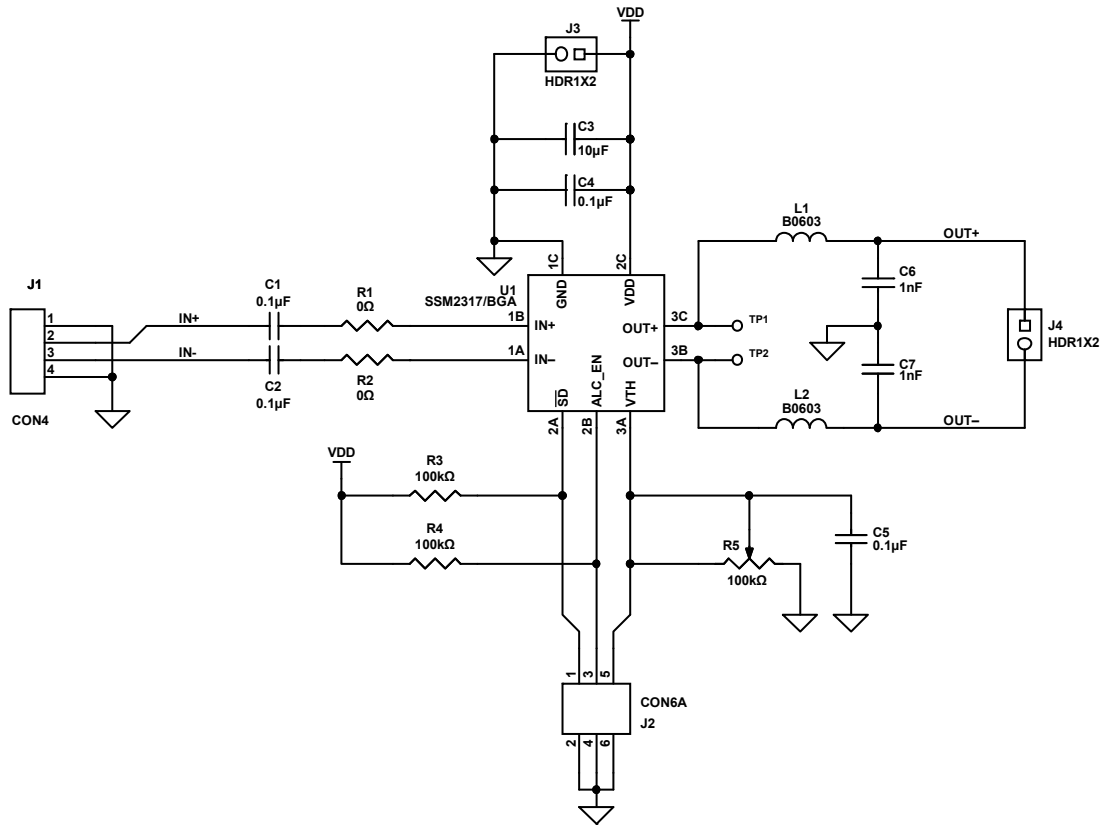 VDD
J3
HDR1X2
C3
10µF
C4
0.1µF
L1
B0603
OUT+
1C
2C
J1
C1
0.1µF
R1
0Ω
U1
SSM2317/BGA
GND
VDD
C6
1nF
1
2
3
4
IN+
IN-
1B
IN+
1A
IN–
OUT+
3C
TP1
OUT–
3B
TP2
J4
HDR1X2
C2
0.1µF
R2
0Ω
SD
ALC_EN
VTH
C7
1nF
CON4
2A
2B
3A
L2
B0603
OUT–
VDD
R3
100kΩ
R4
100kΩ
R5
100kΩ
C5
0.1µF
1
3
5
CON6A
J2
2
4
6